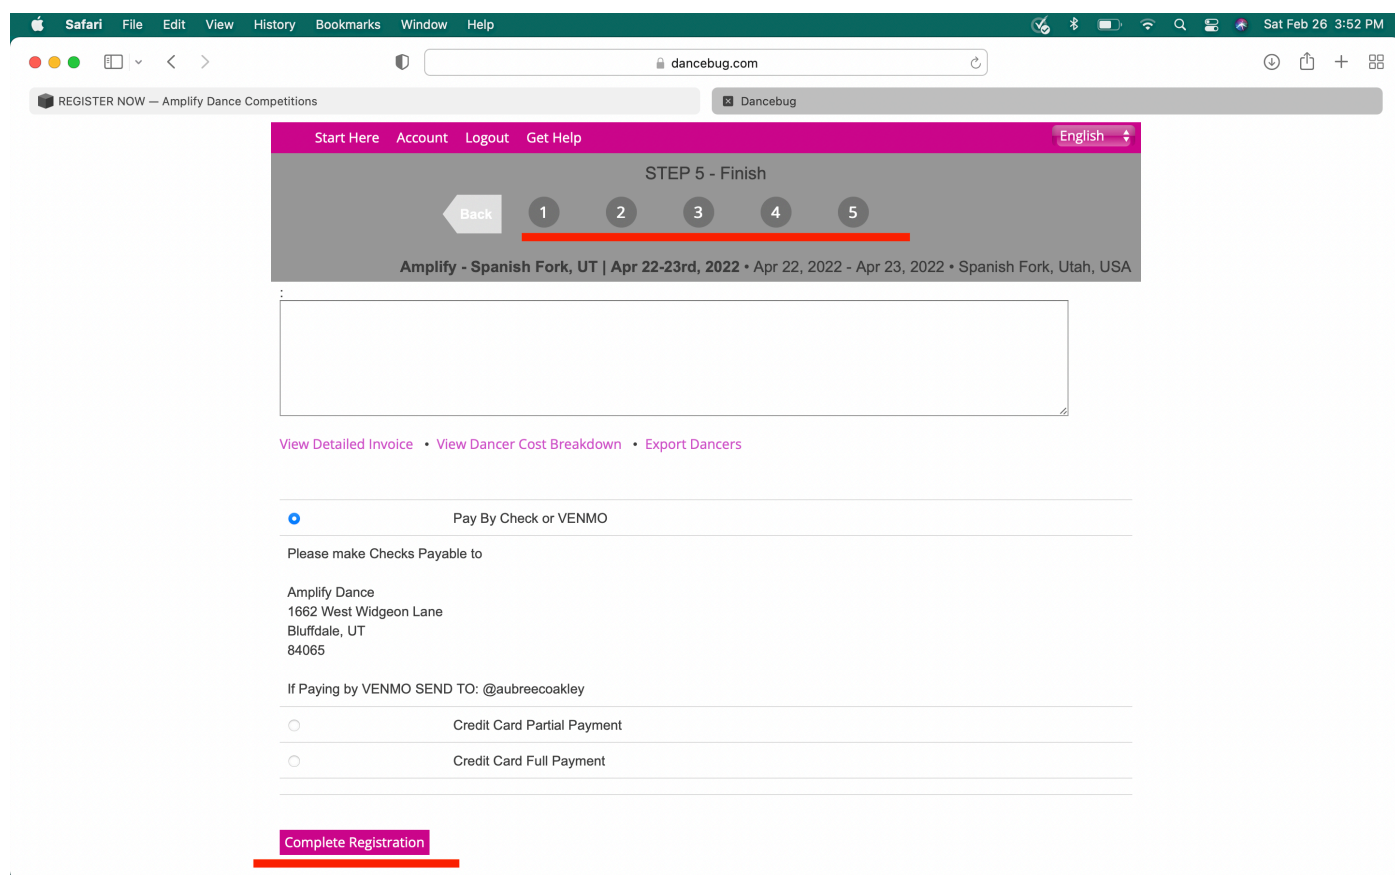 Safari File Edit View History Bookmarks Window Help Sat Feb 26 3:52 PM
dancebug.com
REGISTER NOW — Amplify Dance Competitions Dancebug
Start Here Account Logout Get Help English
STEP 5 - Finish
Back 1 2 3 4 5
Amplify - Spanish Fork, UT | Apr 22-23rd, 2022 • Apr 22, 2022 - Apr 23, 2022 • Spanish Fork, Utah, USA
:
View Detailed Invoice • View Dancer Cost Breakdown • Export Dancers
Pay By Check or VENMO
Please make Checks Payable to
Amplify Dance
1662 West Widgeon Lane
Bluffdale, UT
84065
If Paying by VENMO SEND TO: @aubreecoakley
Credit Card Partial Payment
Credit Card Full Payment
Complete Registration